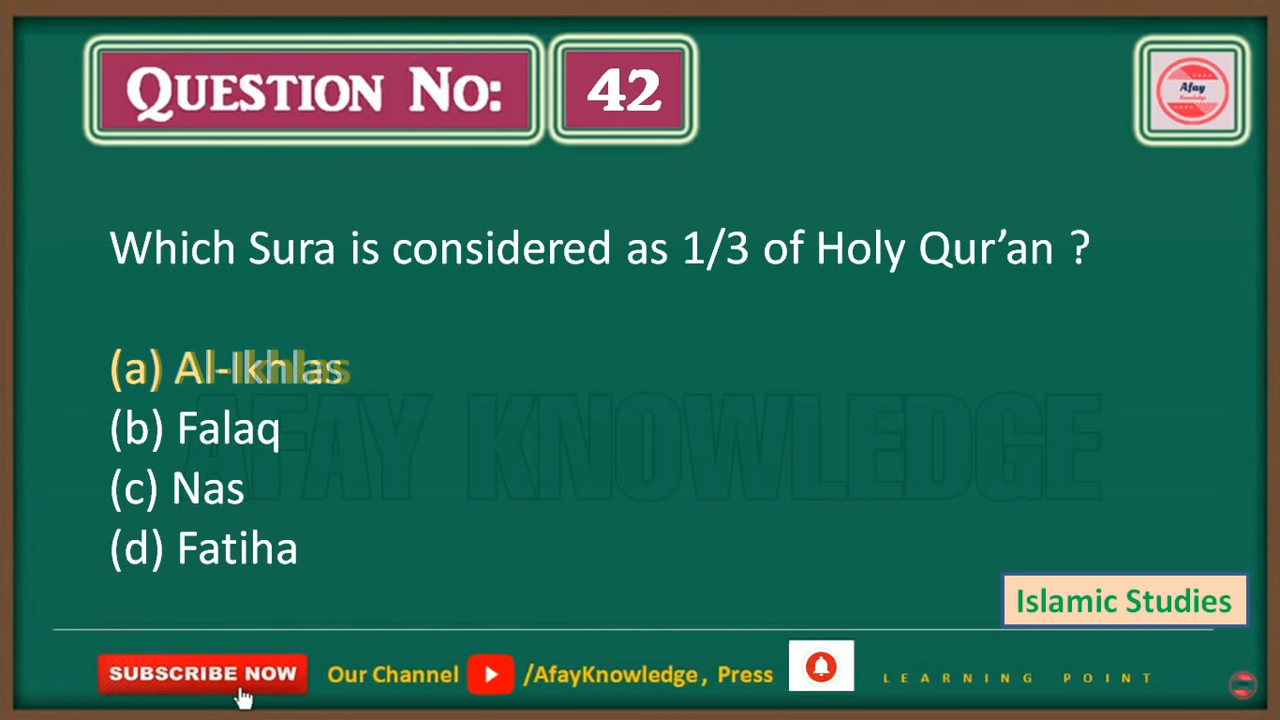 QUESTION NO: 42
Afay
Knowledge
Which Sura is considered as 1/3 of Holy Qur’an ?
(a) Al-Ikhlas
(b) Falaq
(c) Nas
(d) Fatiha
AFAY KNOWLEDGE
Islamic Studies
SUBSCRIBE NOW Our Channel /AfayKnowledge, Press LEARNING POINT